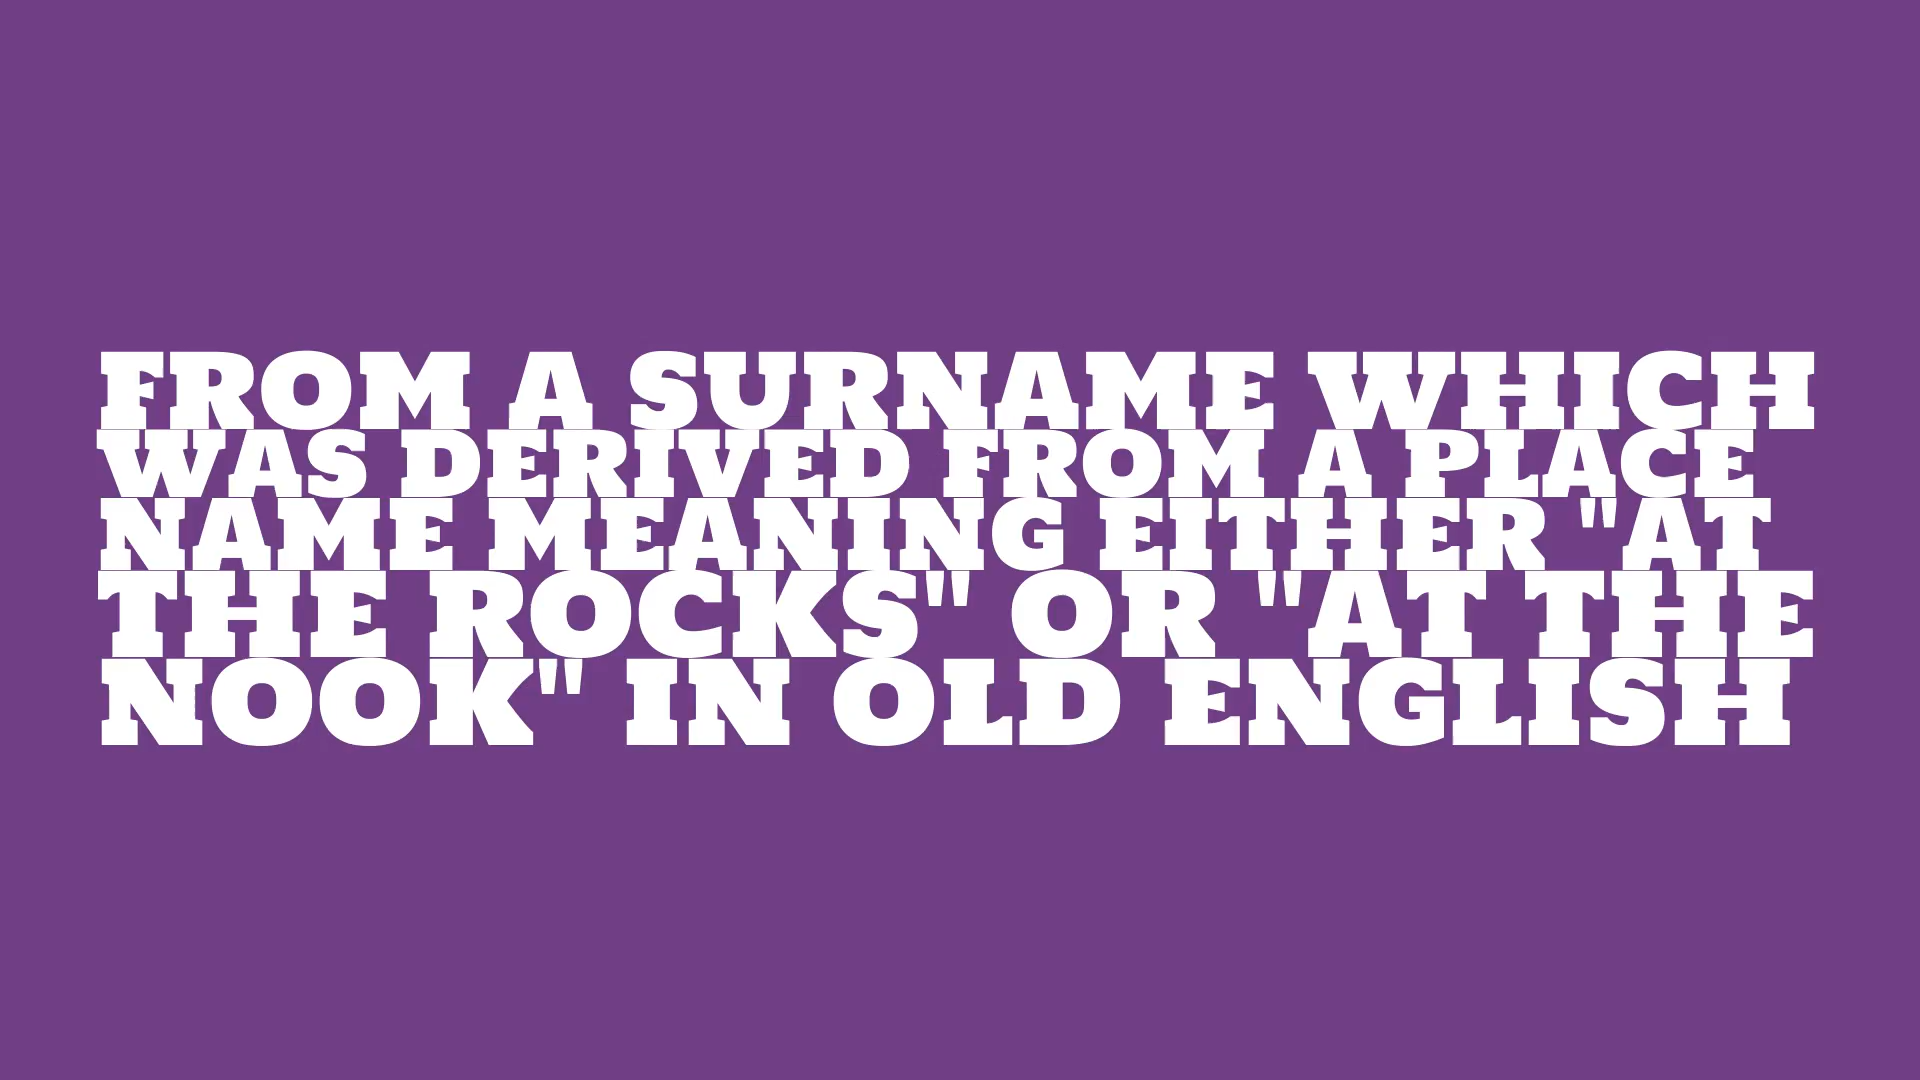 FROM A SURNAME WHICH
WAS DERIVED FROM A PLACE
NAME MEANING EITHER "AT
THE ROCKS" OR "AT THE
NOOK" IN OLD ENGLISH